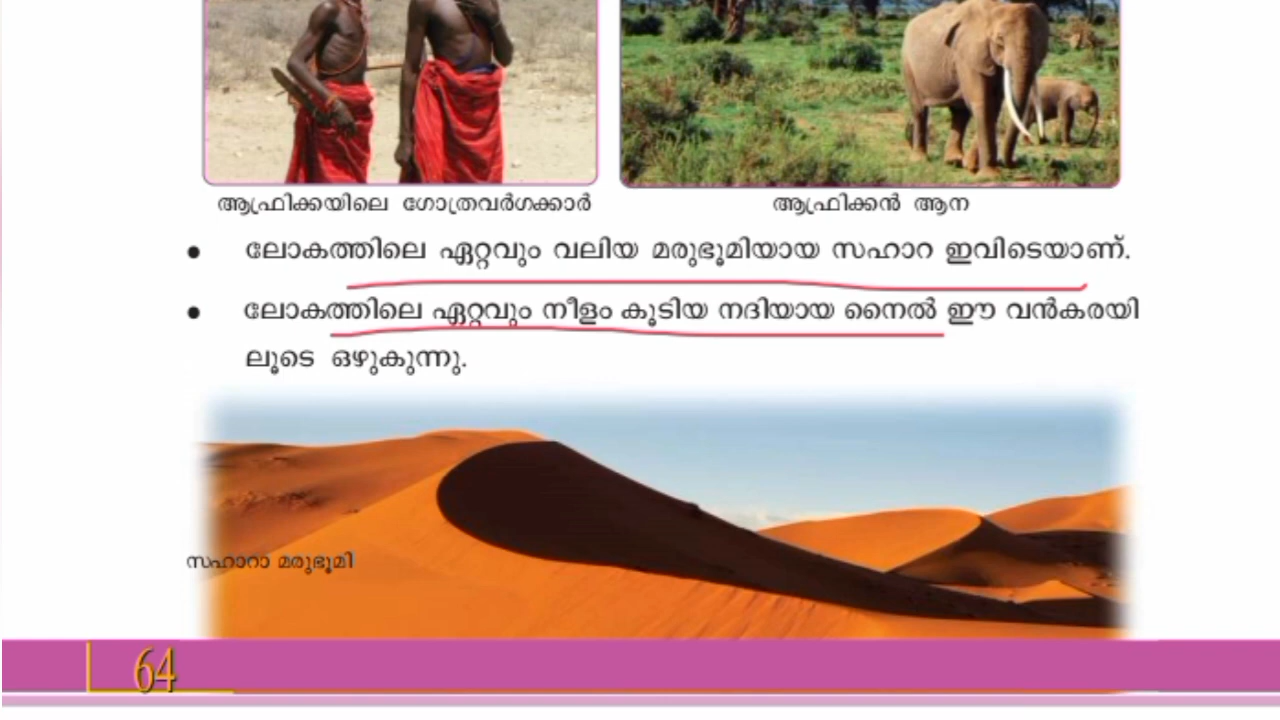 ആഫ്രിക്കയിലെ ഗോത്രവർഗക്കാർ
ആഫ്രിക്കൻ ആന
• ലോകത്തിലെ ഏറ്റവും വലിയ മരുഭൂമിയായ സഹാറ ഇവിടെയാണ്.
• ലോകത്തിലെ ഏറ്റവും നീളം കൂടിയ നദിയായ നൈൽ ഈ വൻകരയി
ലൂടെ ഒഴുകുന്നു.
സഹാറാ മരുഭൂമി
64